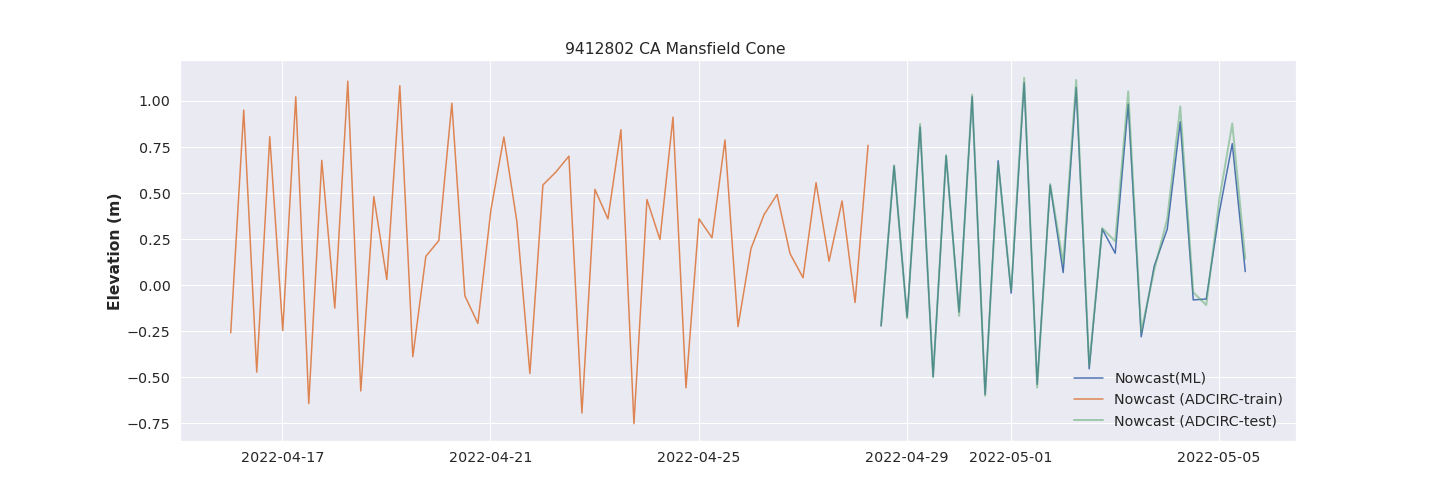 9412802 CA Mansfield Cone
Elevation (m)
1.00
0.75
0.50
0.25
0.00
−0.25
−0.50
−0.75
Nowcast(ML)
Nowcast (ADCIRC-train)
Nowcast (ADCIRC-test)
2022-04-17 2022-04-21 2022-04-25 2022-04-29 2022-05-01 2022-05-05